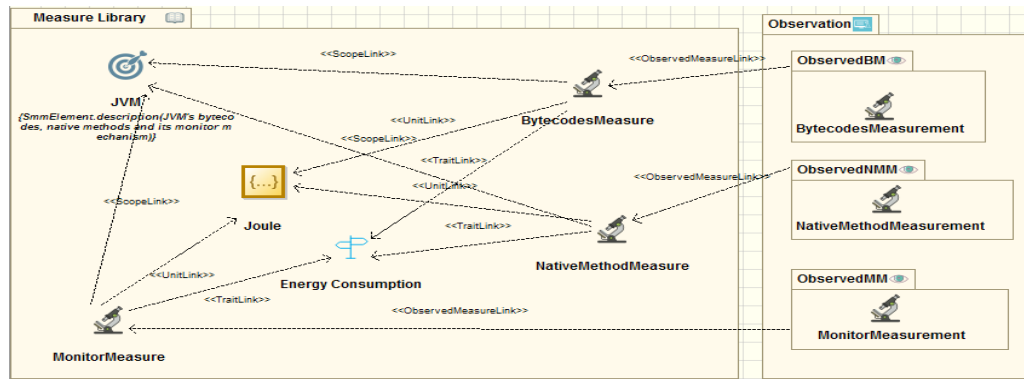 Measure Library
Observation
<<ScopeLink>>
<<ObservedMeasureLink>>
ObservedBM
JVM
{SmmElement.description(JVM's byteco
des, native methods and its monitor m
echanism)}
BytecodesMeasure
<<UnitLink>>
BytecodesMeasurement
<<ScopeLink>>
<<TraitLink>>
<<ObservedMeasureLink>>
ObservedNMM
{...}
<<UnitLink>>
<<ScopeLink>>
Joule
<<TraitLink>>
NativeMethodMeasurement
NativeMethodMeasure
<<UnitLink>>
Energy Consumption
ObservedMM
<<TraitLink>>
<<ObservedMeasureLink>>
MonitorMeasurement
MonitorMeasure